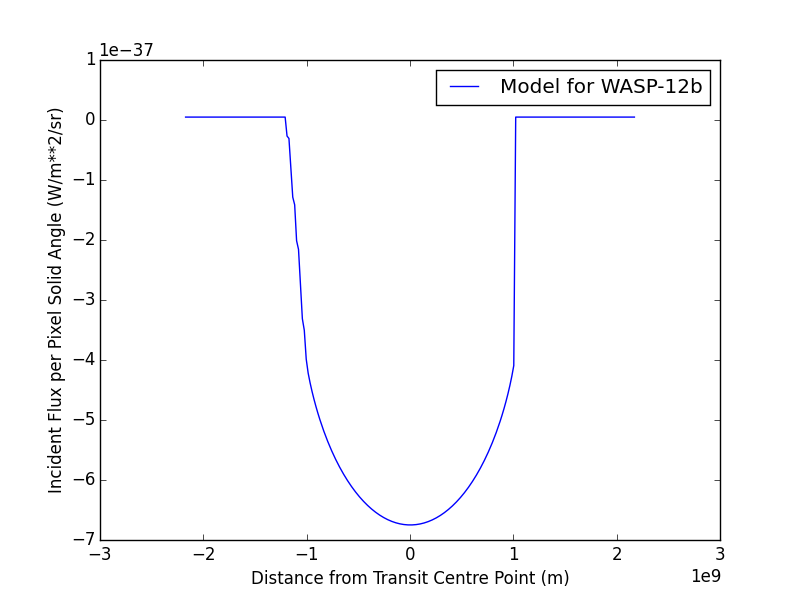 1e−37
1
0
−1
−2
−3
−4
−5
−6
−7
Incident Flux per Pixel Solid Angle (W/m**2/sr)
Model for WASP-12b
−3 −2 −1 0 1 2 3
Distance from Transit Centre Point (m)
1e9